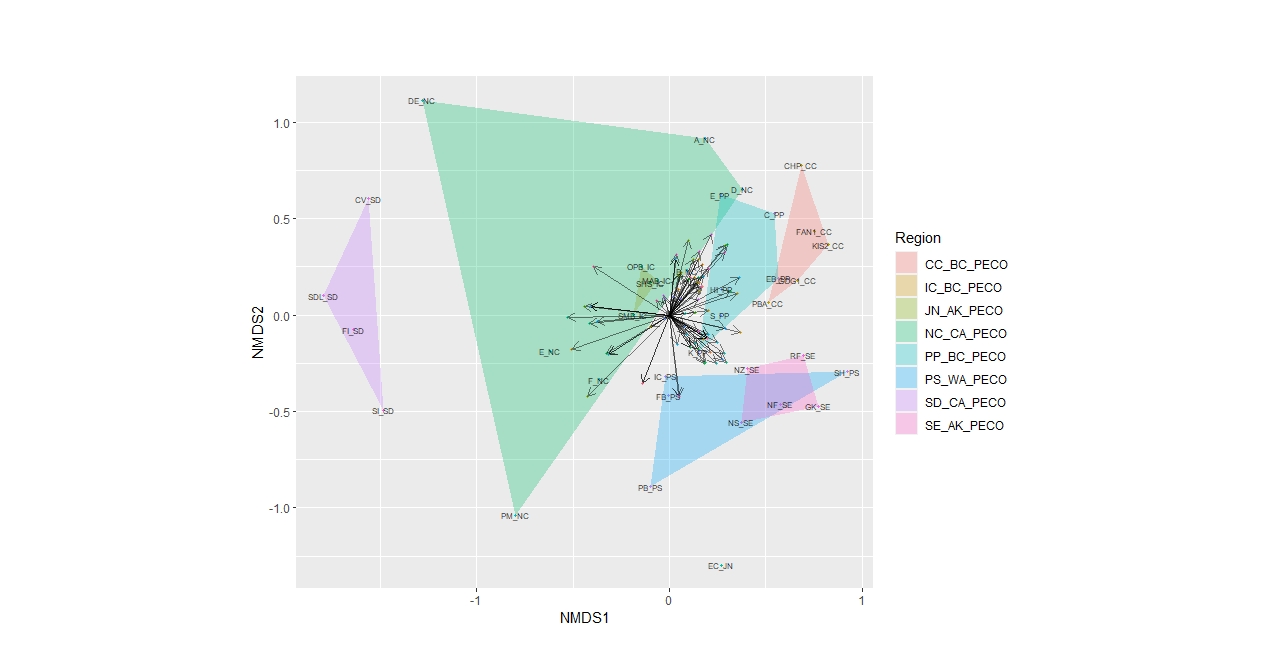 DE_NC
1.0
A_NC
CHP_CC
D_NC
E_PP
CV_SD
C_PP
0.5
FAN1_CC
Region
KIS2_CC
CC_BC_PECO
OPB_IC
EB_PP
IC_BC_PECO
HI_PP
SDL_SD
PBA_CC
JN_AK_PECO
0.0
S_PP
FI_SD
NC_CA_PECO
NMDS2
E_NC
RF_SE
PP_BC_PECO
NZ_SE
SH_PS
IC_PS
F_NC
PS_WA_PECO
FB_PS
NF_SE
GK_SE
SI_SD
SD_CA_PECO
-0.5
NS_SE
SE_AK_PECO
PB_PS
-1.0
PM_NC
EC_JN
-1
0
1
NMDS1